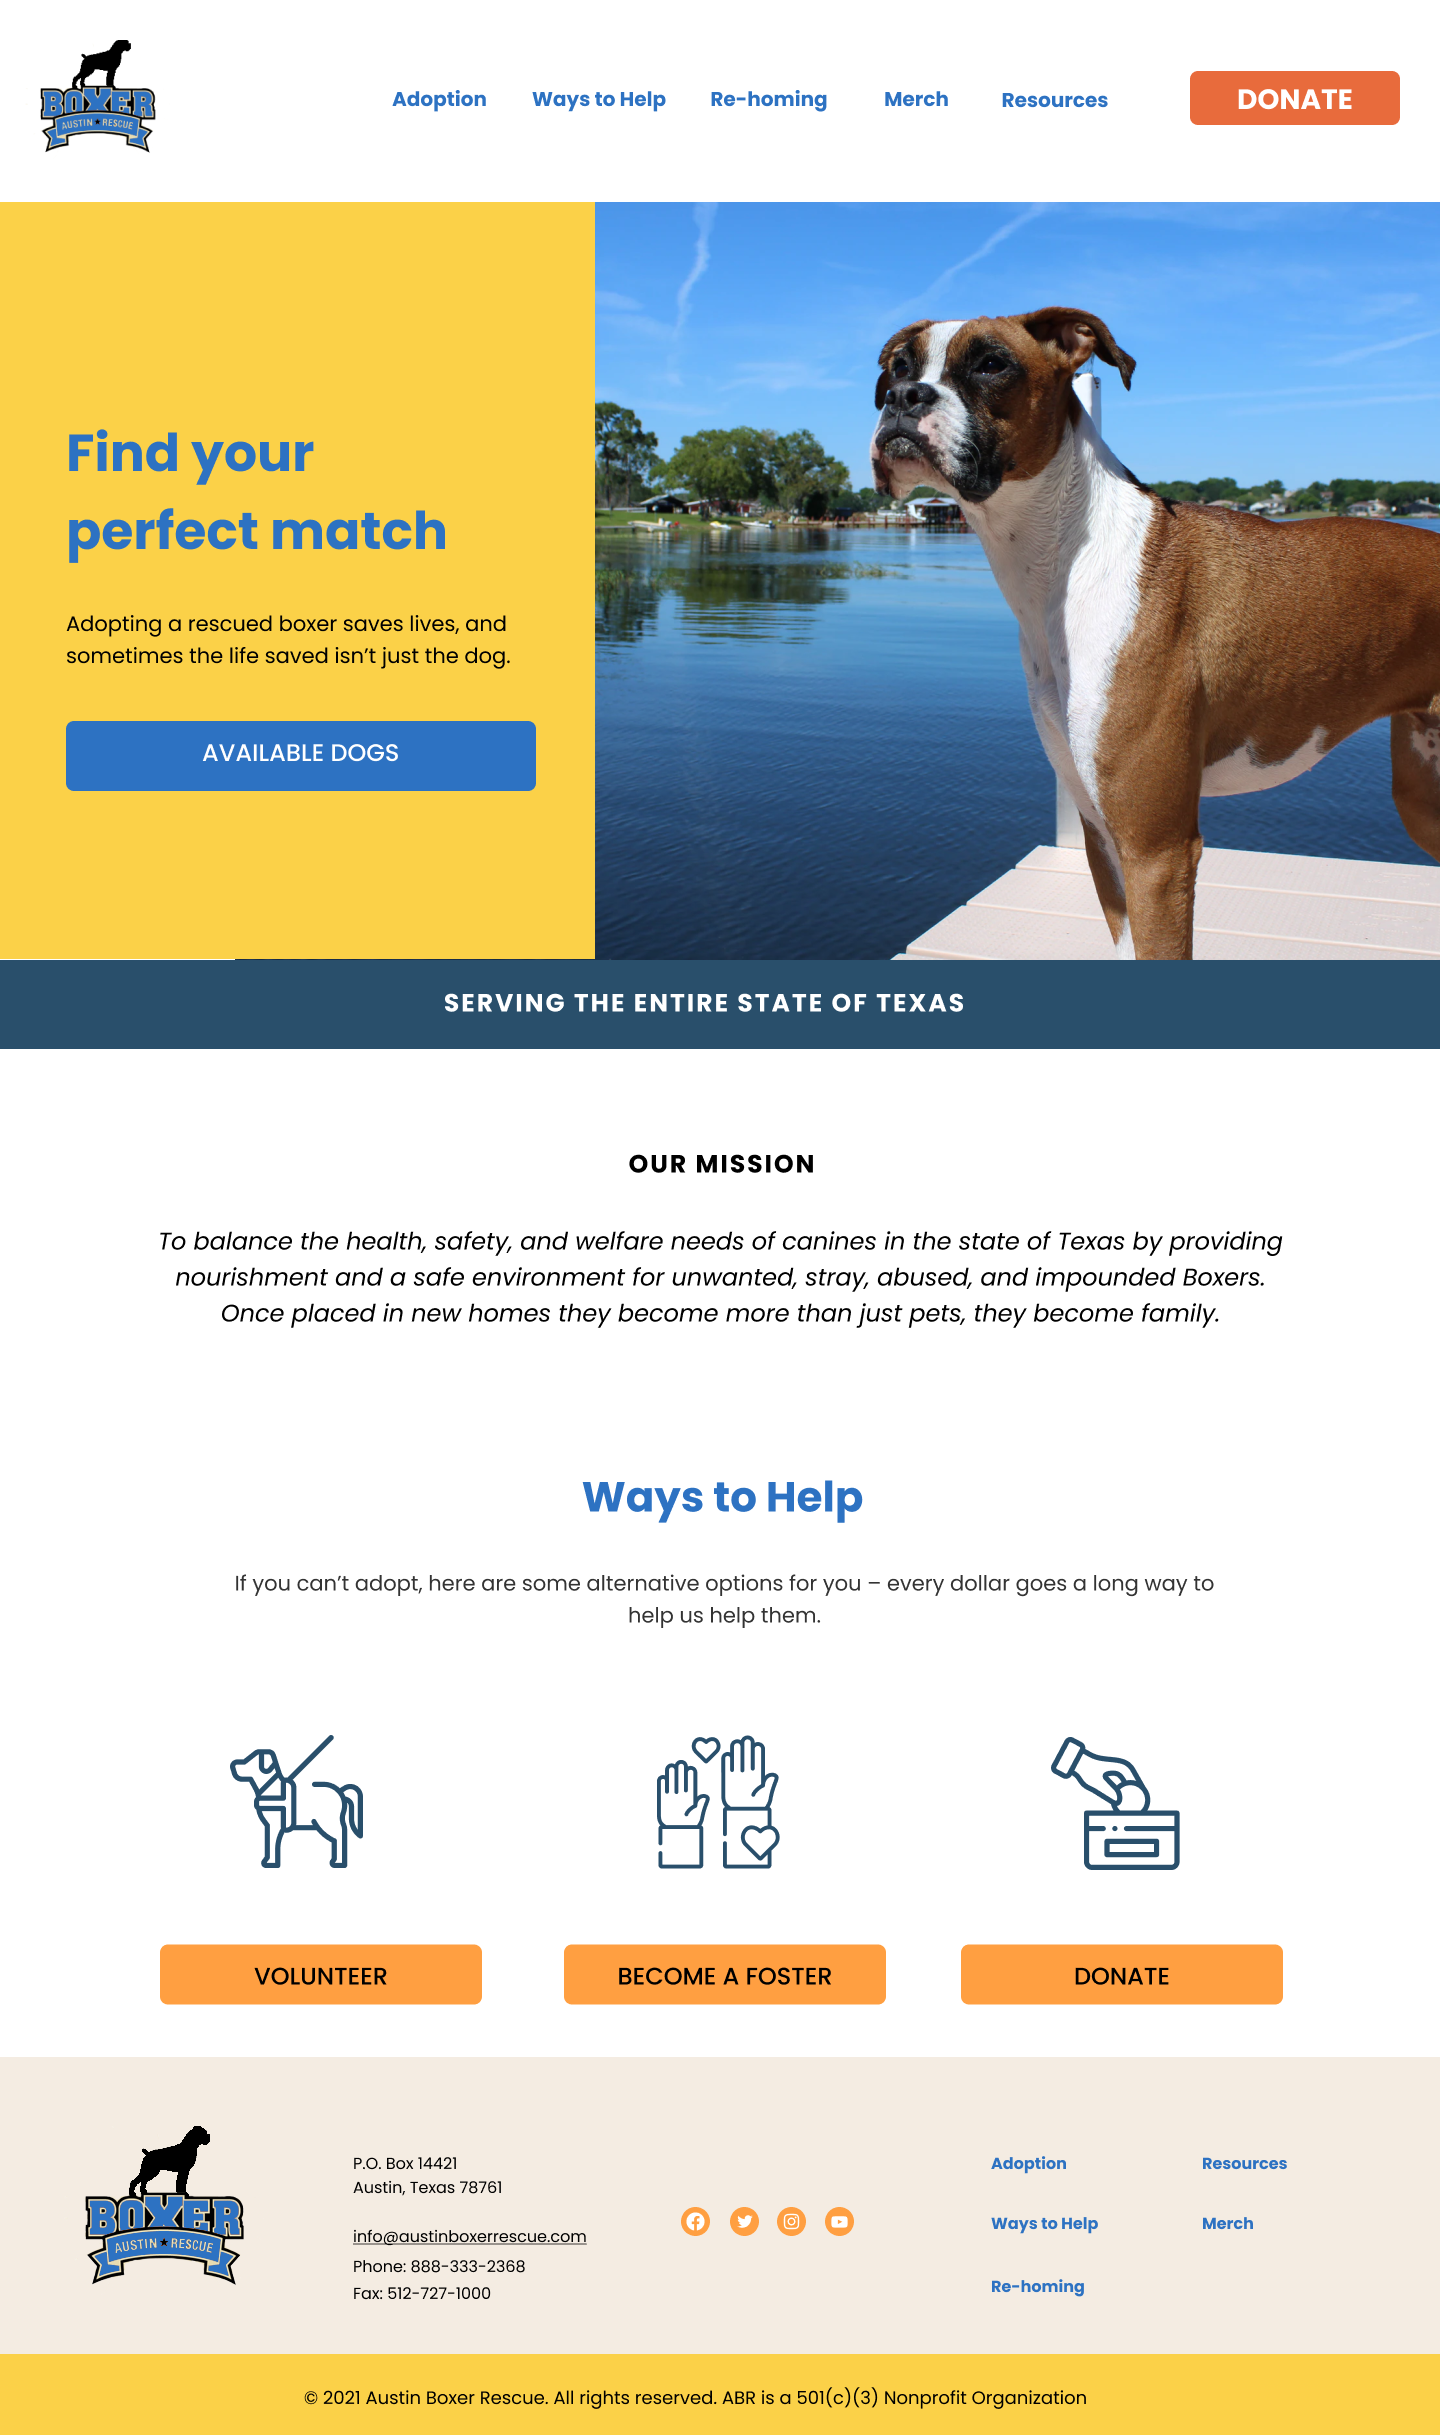 BOXER
AUSTIN ★ RESCUE
Adoption
Ways to Help
Re-homing
Merch
Resources
DONATE
Find your
perfect match
Adopting a rescued boxer saves lives, and
sometimes the life saved isn’t just the dog.
AVAILABLE DOGS
SERVING THE ENTIRE STATE OF TEXAS
OUR MISSION
To balance the health, safety, and welfare needs of canines in the state of Texas by providing
nourishment and a safe environment for unwanted, stray, abused, and impounded Boxers.
Once placed in new homes they become more than just pets, they become family.
Ways to Help
If you can’t adopt, here are some alternative options for you – every dollar goes a long way to
help us help them.
VOLUNTEER
BECOME A FOSTER
DONATE
BOXER
AUSTIN ★ RESCUE
P.O. Box 14421
Austin, Texas 78761
info@austinboxerrescue.com
Phone: 888-333-2368
Fax: 512-727-1000
Adoption
Resources
Ways to Help
Merch
Re-homing
© 2021 Austin Boxer Rescue. All rights reserved. ABR is a 501(c)(3) Nonprofit Organization